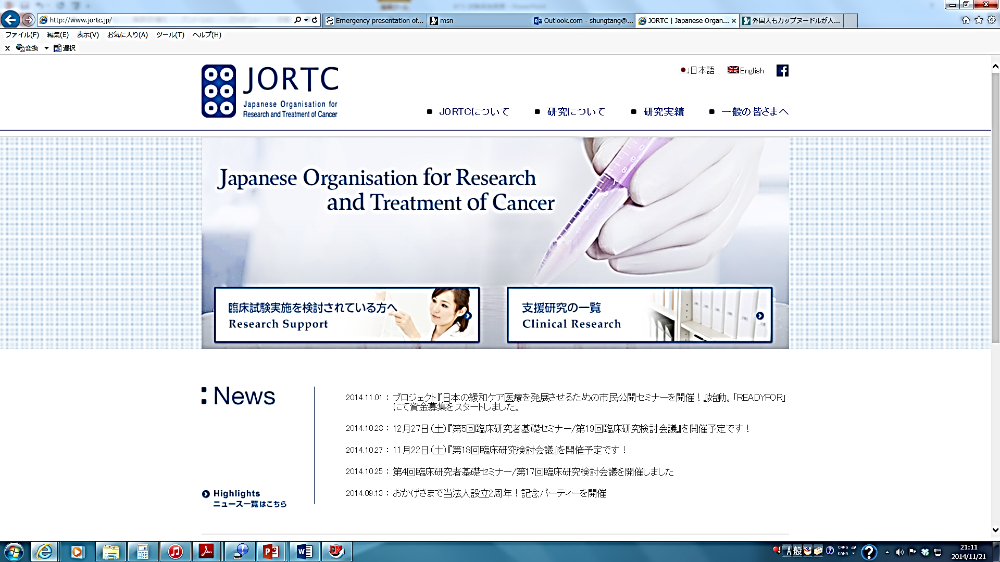 http://www.jortc.jp/
Emergency presentation of...
msn
Outlook.com - shungtang@...
JORTC | Japanese Organ...
外国人もカップヌードルが大...
ファイル(F) 編集(E) 表示(V) お気に入り(A) ツール(T) ヘルプ(H)
x 変換 選択
JORTC
Japanese Organisation for
Research and Treatment of Cancer
日本語 English
JORTCについて 研究について 研究実績 一般の皆さまへ
Japanese Organisation for Research
and Treatment of Cancer
臨床試験実施を検討されている方へ
Research Support
支援研究の一覧
Clinical Research
News
2014.11.01： プロジェクト『日本の緩和ケア医療を発展させるための市民公開セミナーを開催！』始動。「READYFOR」
にて資金募集をスタートしました。
2014.10.28： 12月27日（土）『第5回臨床研究者基礎セミナー/第19回臨床研究検討会議』を開催予定です！
2014.10.27： 11月22日（土）『第18回臨床研究検討会議』を開催予定です！
2014.10.25： 第4回臨床研究者基礎セミナー/第17回臨床研究検討会議を開催しました
2014.09.13： おかげさまで当法人設立2周年！記念パーティーを開催
Highlights
ニュース一覧はこちら
A 般
CAPS
KANA
21:11
2014/11/21